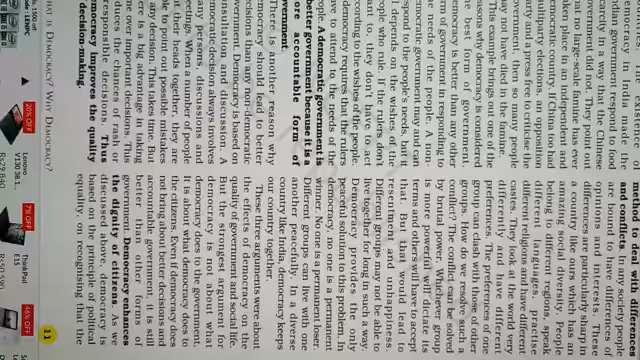 The existence of
democracy in India made the
Indian government respond to food
in a way that the Chinese
government did not. They point out
that no large-scale famine has ever
taken place in an independent and
democratic country. If China too had
multiparty elections, an opposition
party and a press free to criticise the
government, then so many people
may not have died in the famine.
this example brings out one of the
reasons why democracy is considered
the best form of government.
Democracy is better than any other
form of government in responding to
the needs of the people. A non-
democratic government may and can
respond to the people's needs, but it
all depends on the wishes of the
people who rule. If the rulers don't
want to, they don't have to act
according to the wishes of the people.
A democracy requires that the rulers
have to attend to the needs of the
people. A democratic government is
a better government because it is a
more accountable form of
government.
There is another reason why
democracy should lead to better
decisions than any non-democratic
government. Democracy is based on
consultation and discussion. A
democratic decision always involves
many persons, discussions and
meetings. When a number of people
put their heads together, they are
able to point out possible mistakes
in any decision. This takes time. But
there is a big advantage in taking
time over important decisions. This
reduces the chances of rash or
irresponsible decisions. Thus
democracy improves the quality
of decision-making.
method to deal with differences
and conflicts. In any society people
are bound to have differences of
opinions and interests. These
differences are particularly sharp in
a country like ours which has an
amazing social diversity. People
belong to different regions, speak
different languages, practise
different religions and have different
castes. They look at the world very
differently and have different
preferences. The preferences of one
group can clash with those of other
groups. How do we resolve such a
conflict? The conflict can be solved
by brutal power. Whichever group
is more powerful will dictate its
terms and others will have to accept
that. But that would lead to
resentment and unhappiness.
Different groups may not be able to
live together for long in such a way.
Democracy provides the only
peaceful solution to this problem. In
democracy, no one is a permanent
winner. No one is a permanent loser.
Different groups can live with one
another peacefully. In a diverse
country like India, democracy keeps
our country together.
These three arguments were about
the effects of democracy on the
quality of government and social life.
But the strongest argument for
democracy is not about what
democracy does to the government.
It is about what democracy does to
the citizens. Even if democracy does
not bring about better decisions and
accountable government, it is still
better than other forms of
government. Democracy enhances
the dignity of citizens. As we
discussed above, democracy is
based on the principle of political
equality, on recognising that the
What is Democracy? Why Democracy?
11
20% OFF
Lenovo
V130 39.1...
Rs29,840
7% OFF
ThinkPad
E15
Rs50,590
46% OFF